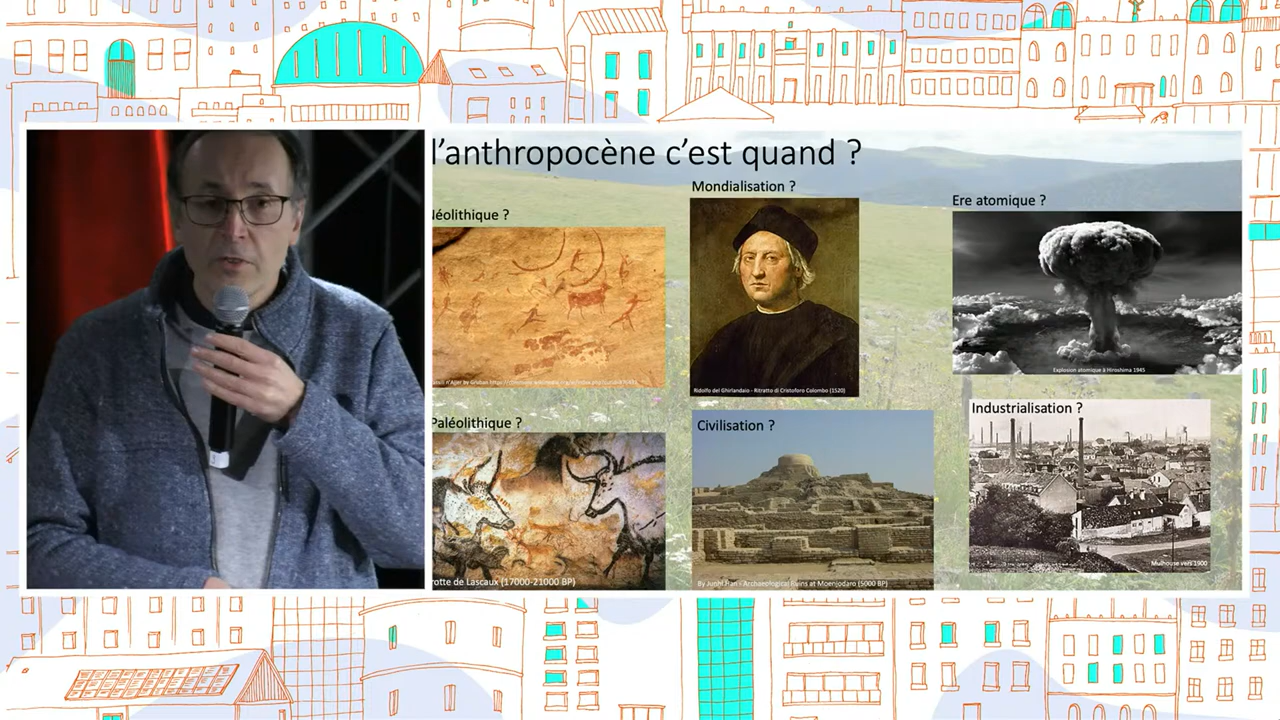 l'anthropocène c'est quand ?
Mondialisation ?
Ere atomique ?
éolithique ?
Ridolfo del Ghirlandaio - Ritratto di Cristoforo Colombo (1520)
Explosion atomique à Hiroshima 1945
Paléolithique ?
Civilisation ?
Industrialisation ?
rotte de Lascaux (17000-21000 BP)
Archaeological Ruins at Moenjodaro (5000 BP)
Mulhouse vers 1900